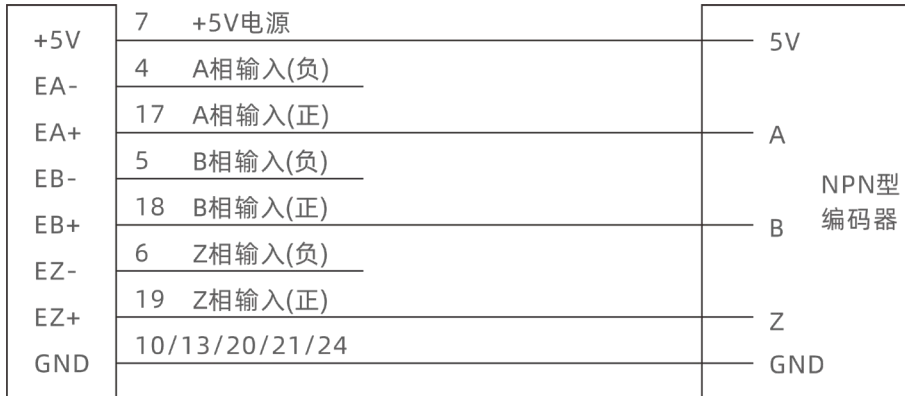 +5V 7 +5V电源 5V
EA- 4 A相输入(负)
EA+ 17 A相输入(正) A
EB- 5 B相输入(负)
NPN型
EB+ 18 B相输入(正) B 编码器
EZ- 6 Z相输入(负)
EZ+ 19 Z相输入(正) Z
GND 10/13/20/21/24 GND